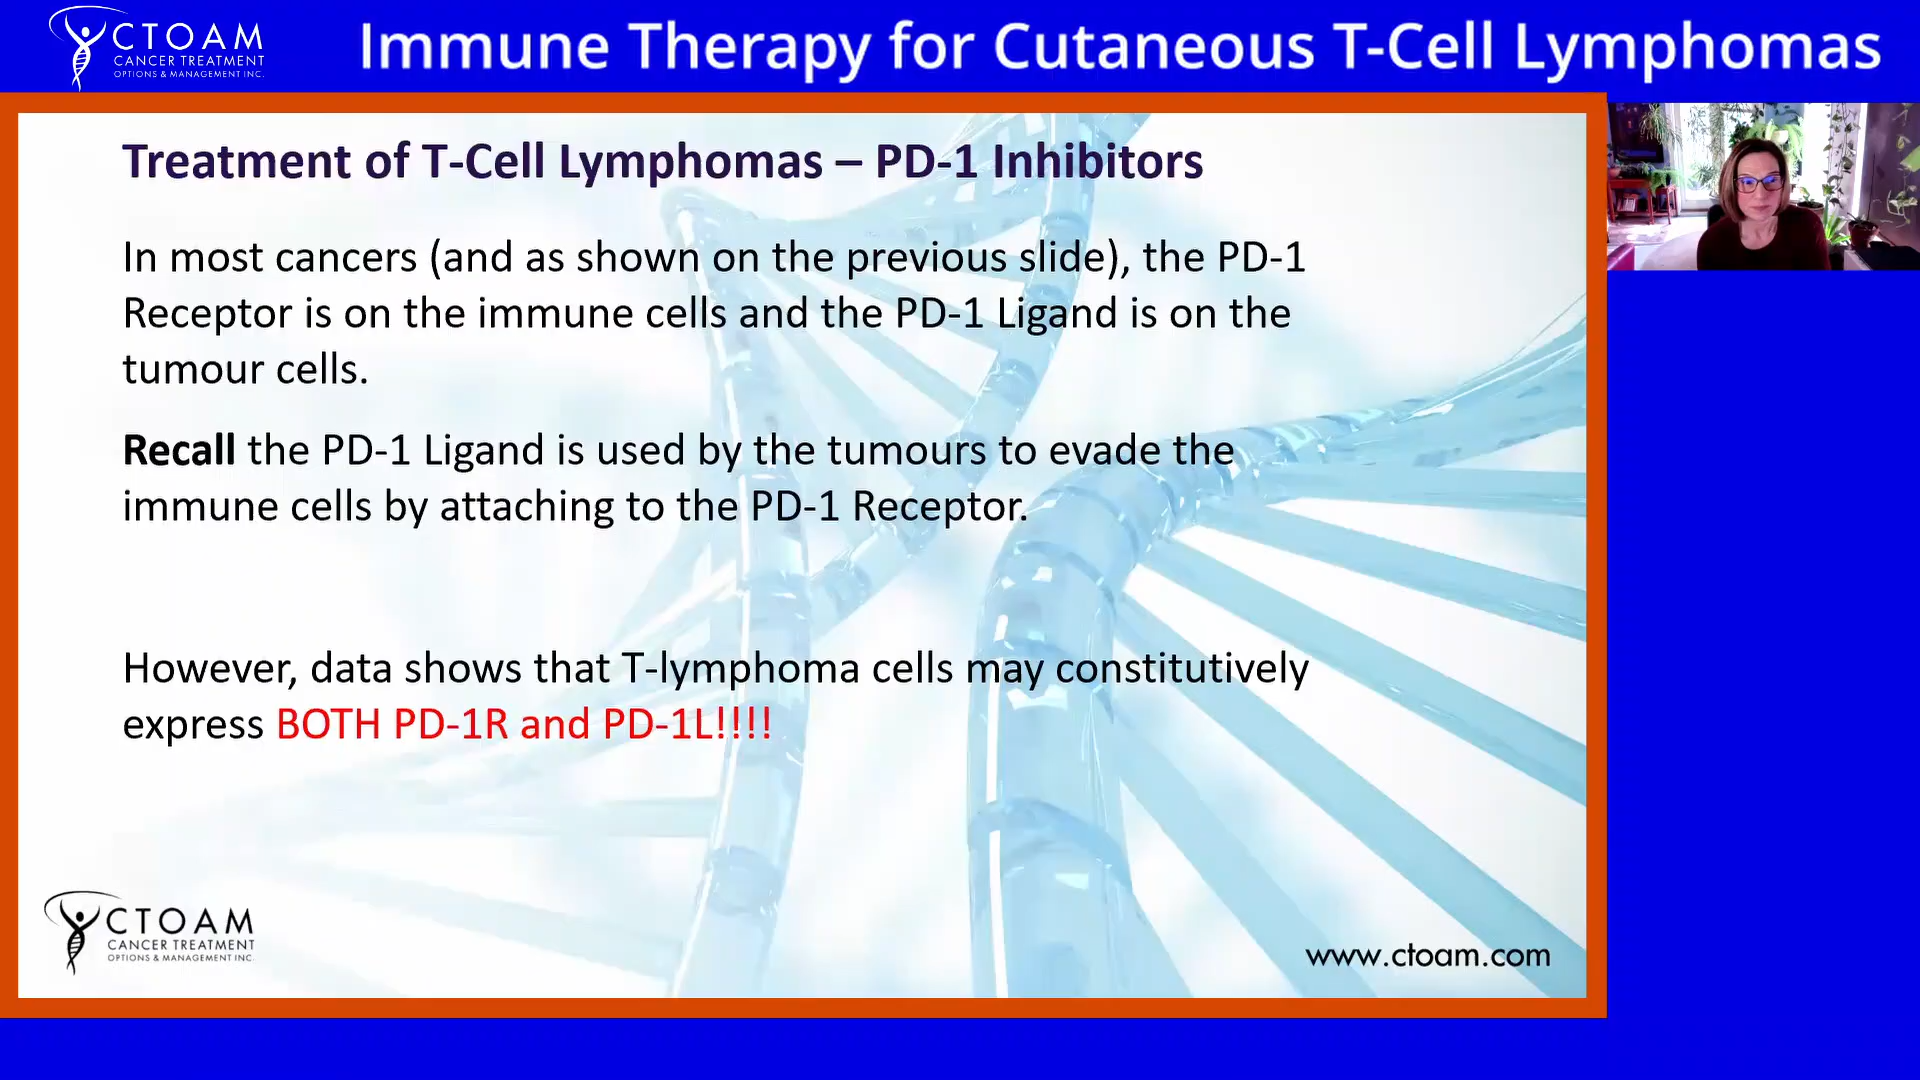 CTOAM
CANCER TREATMENT
OPTIONS & MANAGEMENT INC.
Immune Therapy for Cutaneous T-Cell Lymphomas
Treatment of T-Cell Lymphomas – PD-1 Inhibitors
In most cancers (and as shown on the previous slide), the PD-1
Receptor is on the immune cells and the PD-1 Ligand is on the
tumour cells.
Recall the PD-1 Ligand is used by the tumours to evade the
immune cells by attaching to the PD-1 Receptor.
However, data shows that T-lymphoma cells may constitutively
express BOTH PD-1R and PD-1L!!!!
CTOAM
CANCER TREATMENT
OPTIONS & MANAGEMENT INC.
www.ctoam.com